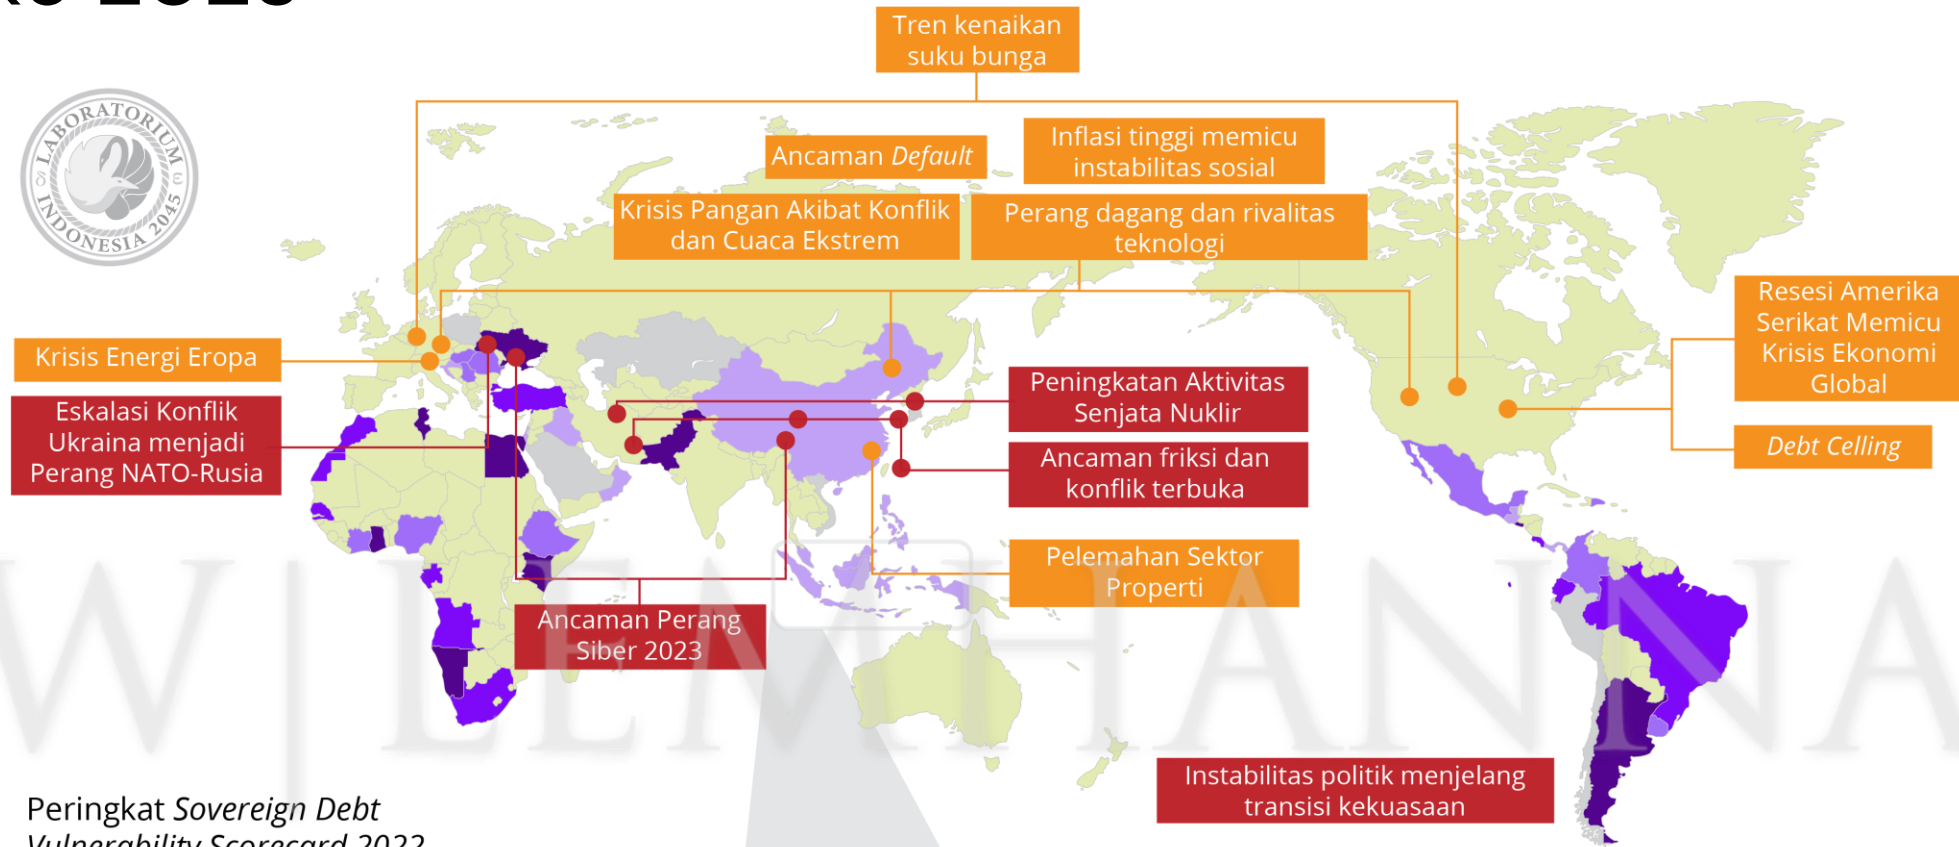 Tren kenaikan
suku bunga
LABORATORIUM
INDONESIA 2045
Ancaman Default
Inflasi tinggi memicu
instabilitas sosial
Krisis Pangan Akibat Konflik
dan Cuaca Ekstrem
Perang dagang dan rivalitas
teknologi
Resesi Amerika
Serikat Memicu
Krisis Ekonomi
Global
Krisis Energi Eropa
Peningkatan Aktivitas
Senjata Nuklir
Eskalasi Konflik
Ukraina menjadi
Perang NATO-Rusia
Debt Celling
Ancaman friksi dan
konflik terbuka
Pelemahan Sektor
Properti
Ancaman Perang
Siber 2023
W | LEMHANNA
Instabilitas politik menjelang
transisi kekuasaan
Peringkat Sovereign Debt
Vulnerability Scorecard 2022